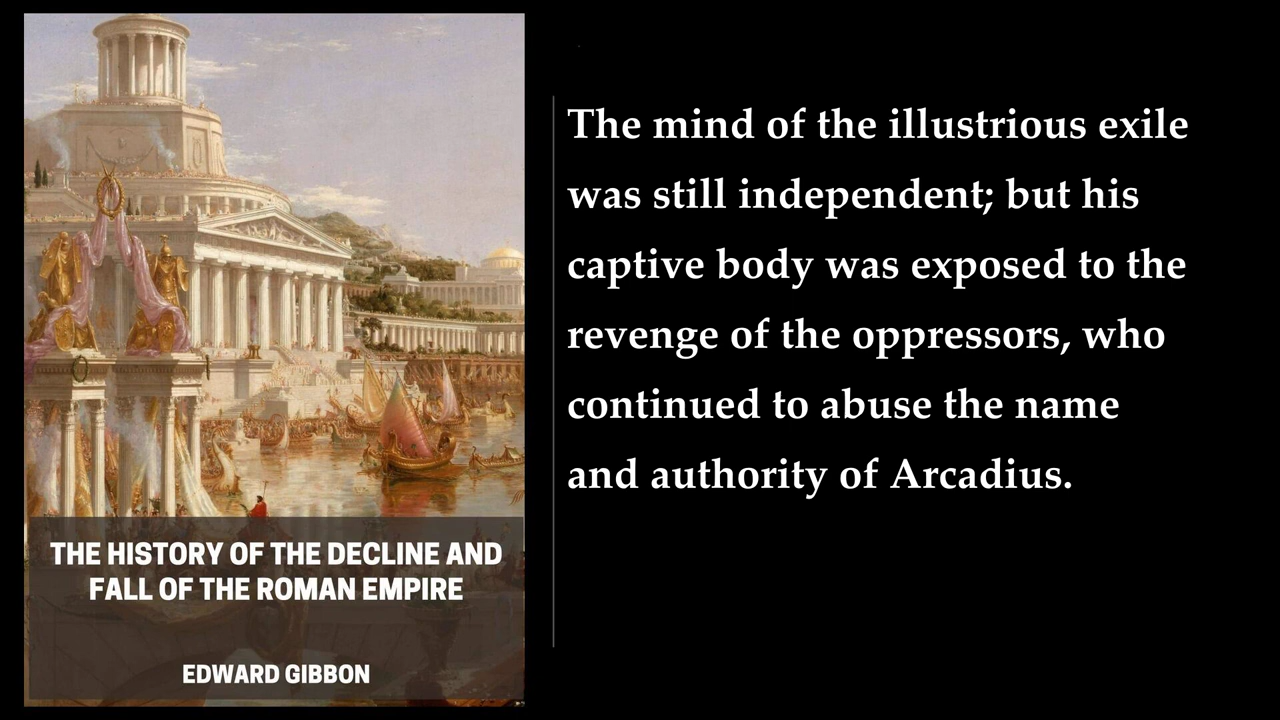 THE HISTORY OF THE DECLINE AND
FALL OF THE ROMAN EMPIRE
EDWARD GIBBON
The mind of the illustrious exile
was still independent; but his
captive body was exposed to the
revenge of the oppressors, who
continued to abuse the name
and authority of Arcadius.